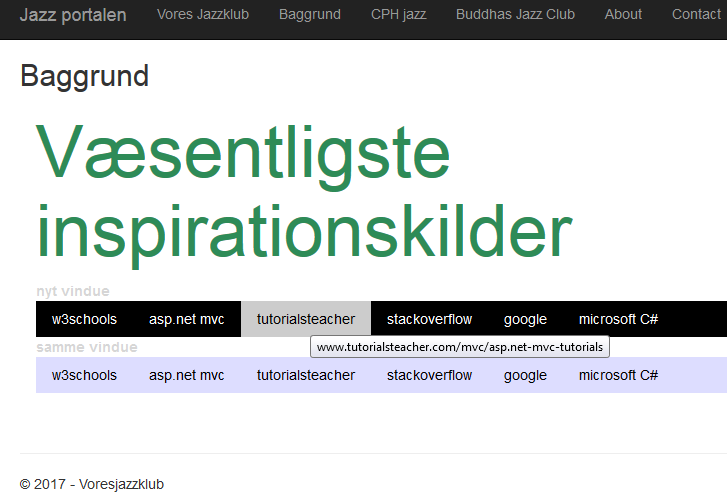 Jazz portalen Vores Jazzklub Baggrund CPH jazz Buddhas Jazz Club About Contact
Baggrund
Væsentligste
inspirationskilder
nyt vindue
w3schools asp.net mvc tutorialsteacher stackoverflow google microsoft C#
www.tutorialsteacher.com/mvc/asp.net-mvc-tutorials
samme vindue
w3schools asp.net mvc tutorialsteacher stackoverflow google microsoft C#
© 2017 - Voresjazzklub